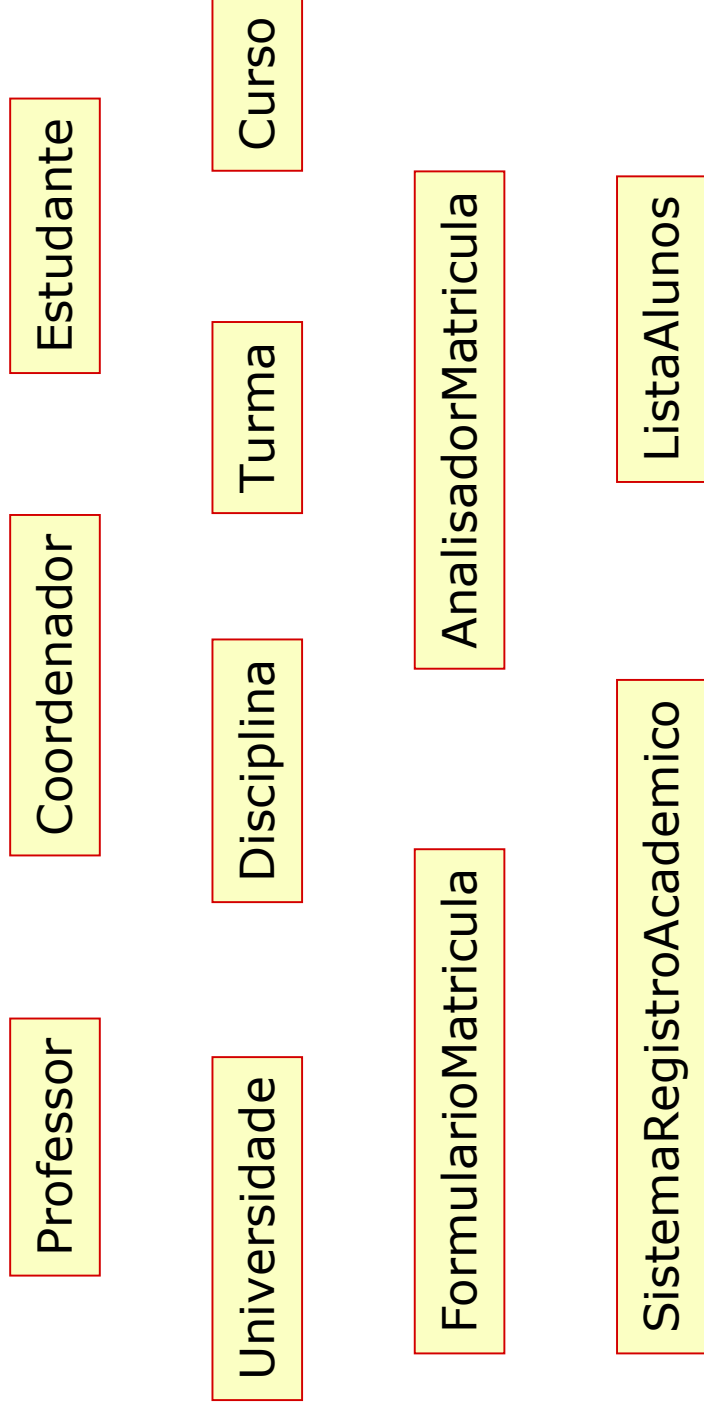 Professor Coordenador Estudante
Universidade Disciplina Turma Curso
FormularioMatricula AnalisadorMatricula
SistemaRegistroAcademico ListaAlunos